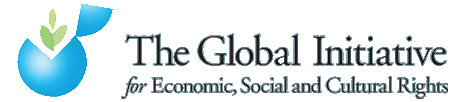 The Global Initiative
for Economic, Social and Cultural Rights